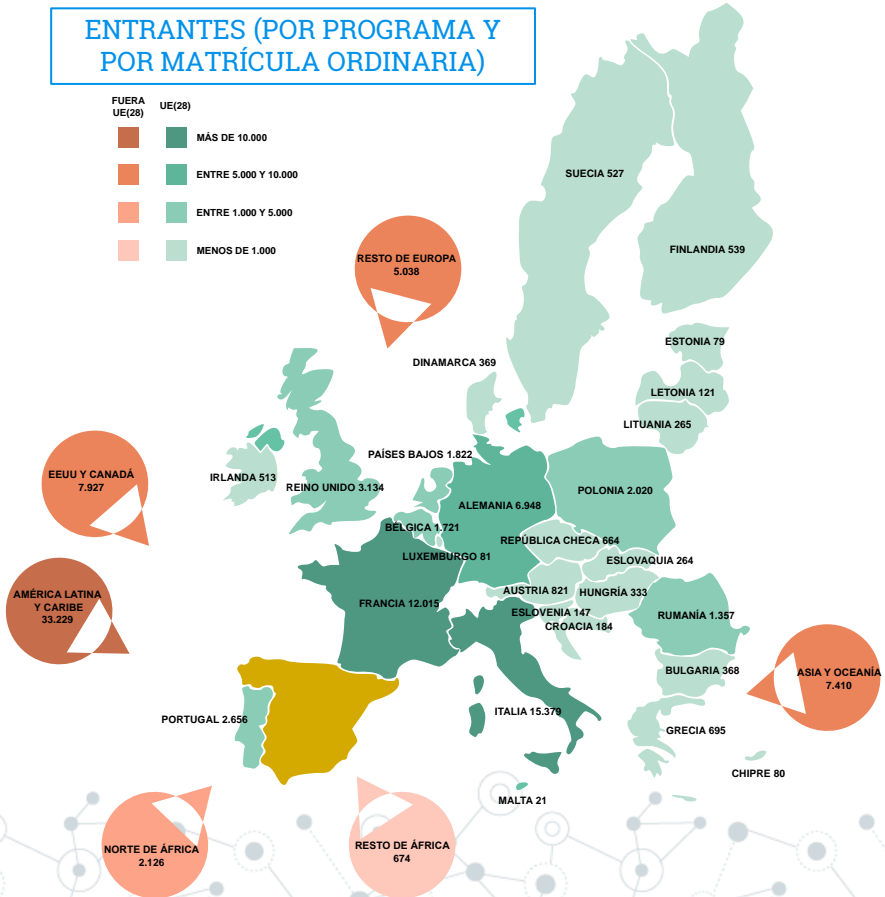 ENTRANTES (POR PROGRAMA Y
POR MATRÍCULA ORDINARIA)
FUERA
UE(28)
UE(28)
MÁS DE 10.000
ENTRE 5.000 Y 10.000
ENTRE 1.000 Y 5.000
MENOS DE 1.000
SUECIA 527
FINLANDIA 539
RESTO DE EUROPA
5.038
ESTONIA 79
DINAMARCA 369
LETONIA 121
LITUANIA 265
PAÍSES BAJOS 1.822
EEUU Y CANADÁ
7.927
IRLANDA 513
REINO UNIDO 3.134
POLONIA 2.020
ALEMANIA 6.948
BÉLGICA 1.721
REPÚBLICA CHECA 664
LUXEMBURGO 81
ESLOVAQUIA 264
AMÉRICA LATINA
Y CARIBE
33.229
AUSTRIA 821
HUNGRÍA 333
FRANCIA 12.015
ESLOVENIA 147
RUMANÍA 1.357
CROACIA 184
BULGARIA 368
ASIA Y OCEANÍA
7.410
ITALIA 15.379
PORTUGAL 2.656
GRECIA 695
CHIPRE 80
MALTA 21
NORTE DE ÁFRICA
2.126
RESTO DE ÁFRICA
674